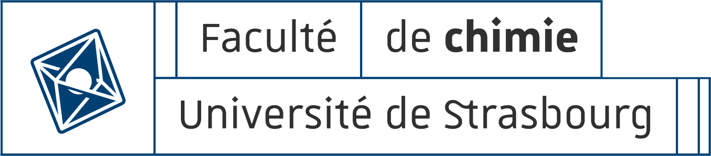 Faculté de chimie
Université de Strasbourg